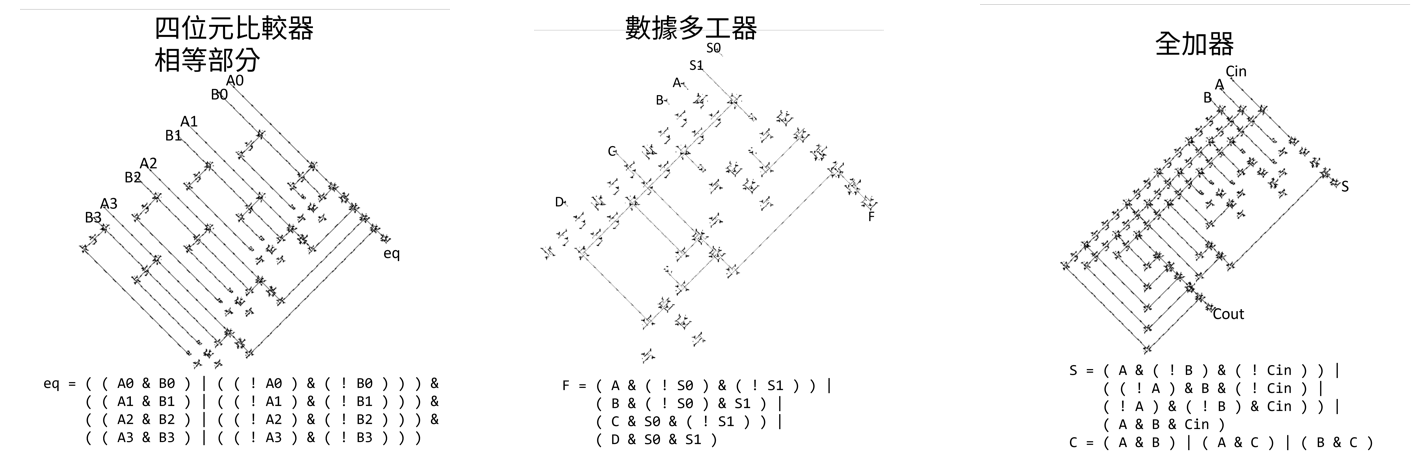 四位元比較器
相等部分
A0
B0
A1
B1
A2
B2
A3
B3
eq
eq = ( ( A0 & B0 ) | ( ( ! A0 ) & ( ! B0 ) ) ) &
( ( A1 & B1 ) | ( ( ! A1 ) & ( ! B1 ) ) ) &
( ( A2 & B2 ) | ( ( ! A2 ) & ( ! B2 ) ) ) &
( ( A3 & B3 ) | ( ( ! A3 ) & ( ! B3 ) ) )
數據多工器
S0
S1
A
B
C
D
F
F = ( A & ( ! S0 ) & ( ! S1 ) ) |
( B & ( ! S0 ) & S1 ) |
( C & S0 & ( ! S1 ) ) |
( D & S0 & S1 )
全加器
Cin
A
B
S
Cout
S = ( A & ( ! B ) & ( ! Cin ) ) |
( ( ! A ) & B & ( ! Cin ) |
( ! A ) & ( ! B ) & Cin ) ) |
( A & B & Cin )
C = ( A & B ) | ( A & C ) | ( B & C )